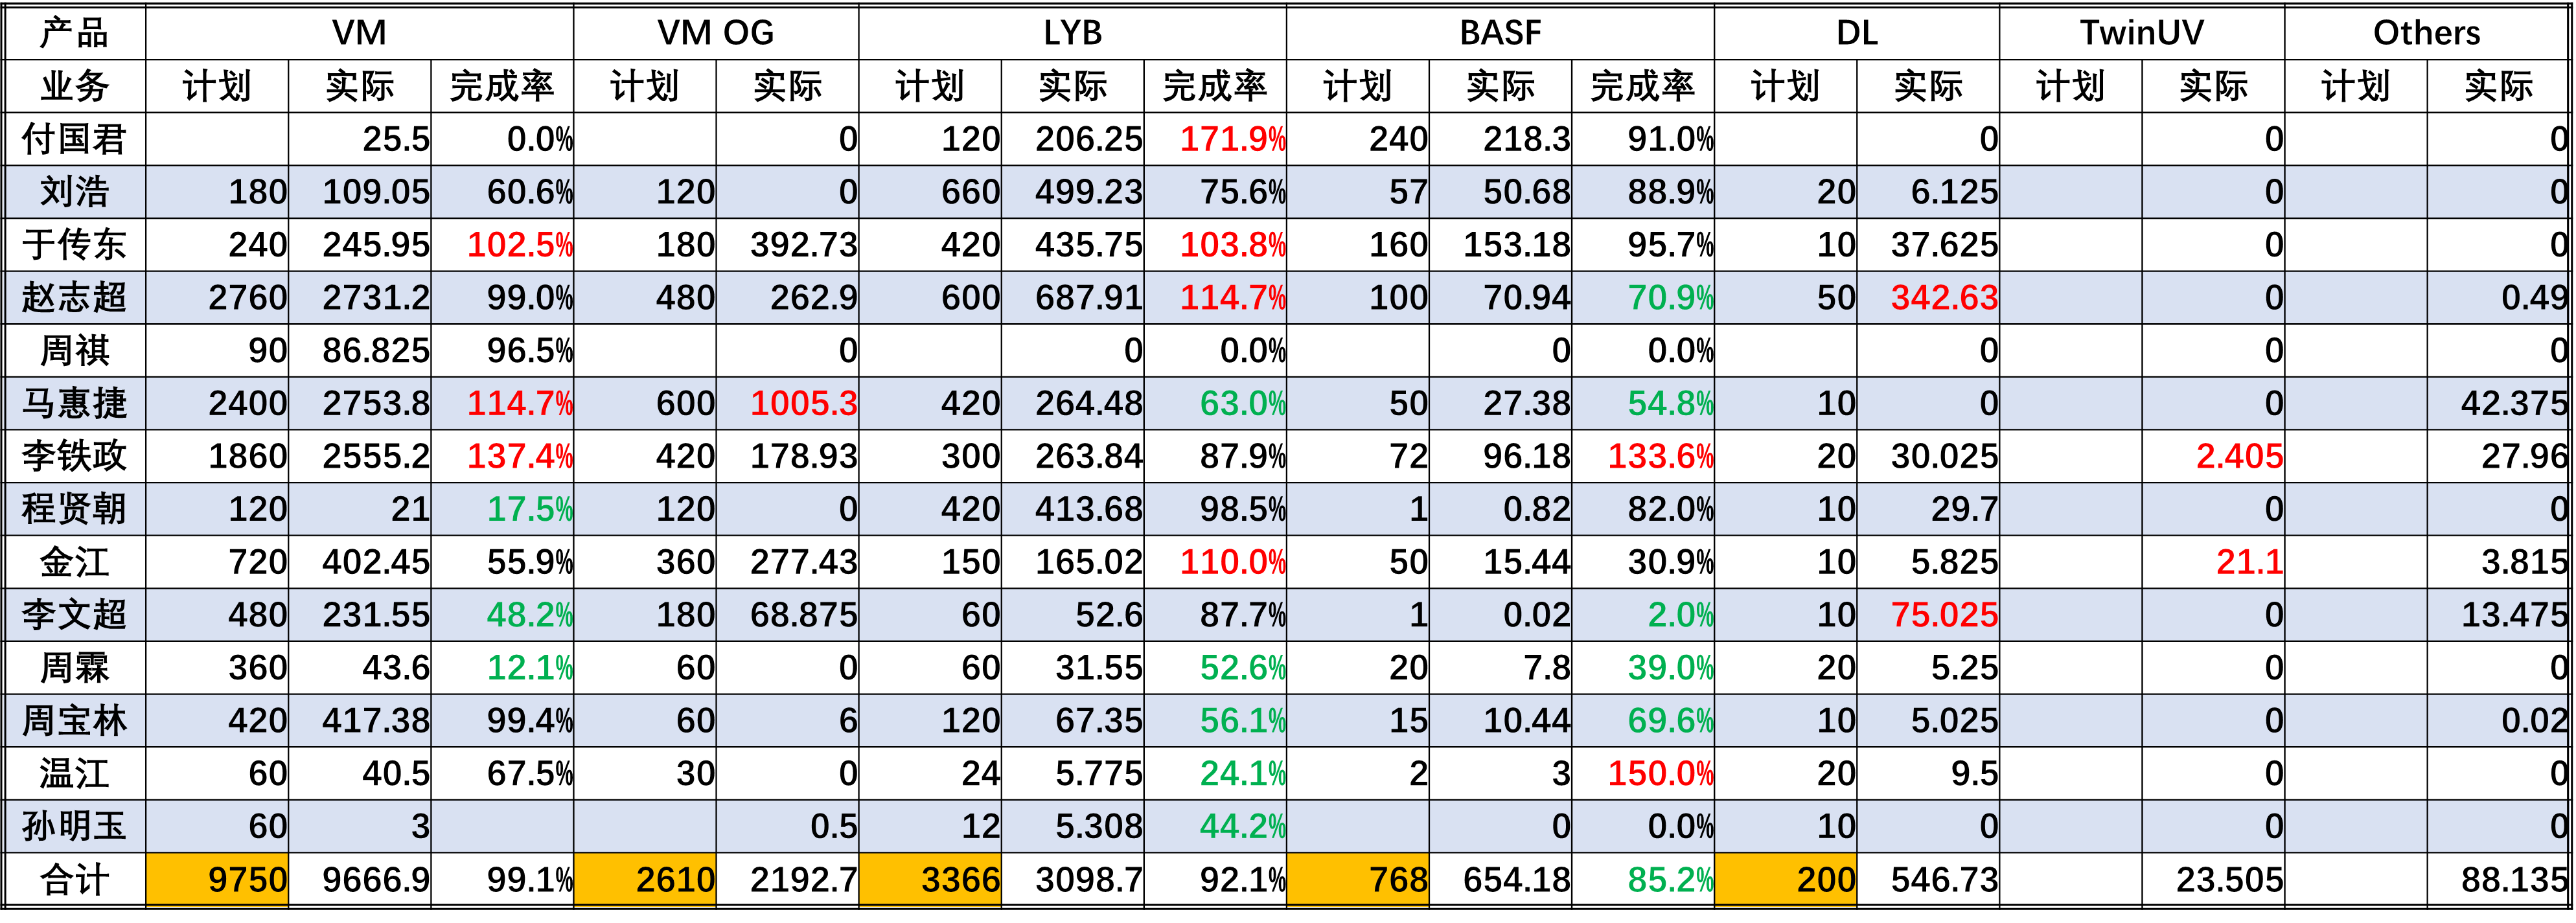 产品 VM VM OG LYB BASF DL TwinUV Others
业务 计划 实际 完成率 计划 实际 计划 实际 完成率 计划 实际 完成率 计划 实际 计划 实际 计划 实际
付国君 25.5 0.0% 0 120 206.25 171.9% 240 218.3 91.0% 0 0 0
刘浩 180 109.05 60.6% 120 0 660 499.23 75.6% 57 50.68 88.9% 20 6.125 0 0
于传东 240 245.95 102.5% 180 392.73 420 435.75 103.8% 160 153.18 95.7% 10 37.625 0 0
赵志超 2760 2731.2 99.0% 480 262.9 600 687.91 114.7% 100 70.94 70.9% 50 342.63 0 0.49
周祺 90 86.825 96.5% 0 0 0.0% 0 0.0% 0 0 0
马惠捷 2400 2753.8 114.7% 600 1005.3 420 264.48 63.0% 50 27.38 54.8% 10 0 0 42.375
李铁政 1860 2555.2 137.4% 420 178.93 300 263.84 87.9% 72 96.18 133.6% 20 30.025 2.405 27.96
程贤朝 120 21 17.5% 120 0 420 413.68 98.5% 1 0.82 82.0% 10 29.7 0 0
金江 720 402.45 55.9% 360 277.43 150 165.02 110.0% 50 15.44 30.9% 10 5.825 21.1 3.815
李文超 480 231.55 48.2% 180 68.875 60 52.6 87.7% 1 0.02 2.0% 10 75.025 0 13.475
周霖 360 43.6 12.1% 60 0 60 31.55 52.6% 20 7.8 39.0% 20 5.25 0 0
周宝林 420 417.38 99.4% 60 6 120 67.35 56.1% 15 10.44 69.6% 10 5.025 0 0.02
温江 60 40.5 67.5% 30 0 24 5.775 24.1% 2 3 150.0% 20 9.5 0 0
孙明玉 60 3 0.5 12 5.308 44.2% 0 0.0% 10 0 0 0
合计 9750 9666.9 99.1% 2610 2192.7 3366 3098.7 92.1% 768 654.18 85.2% 200 546.73 23.505 88.135